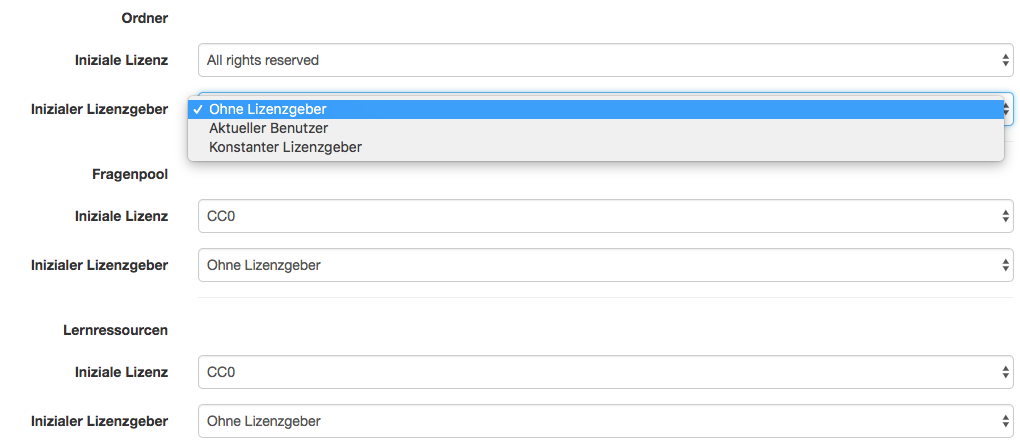 Ordner
Iniziale Lizenz All rights reserved
Inizialer Lizenzgeber ✓ Ohne Lizenzgeber
Aktueller Benutzer
Konstanter Lizenzgeber
Fragenpool
Iniziale Lizenz CC0
Inizialer Lizenzgeber Ohne Lizenzgeber
Lernressourcen
Iniziale Lizenz CC0
Inizialer Lizenzgeber Ohne Lizenzgeber